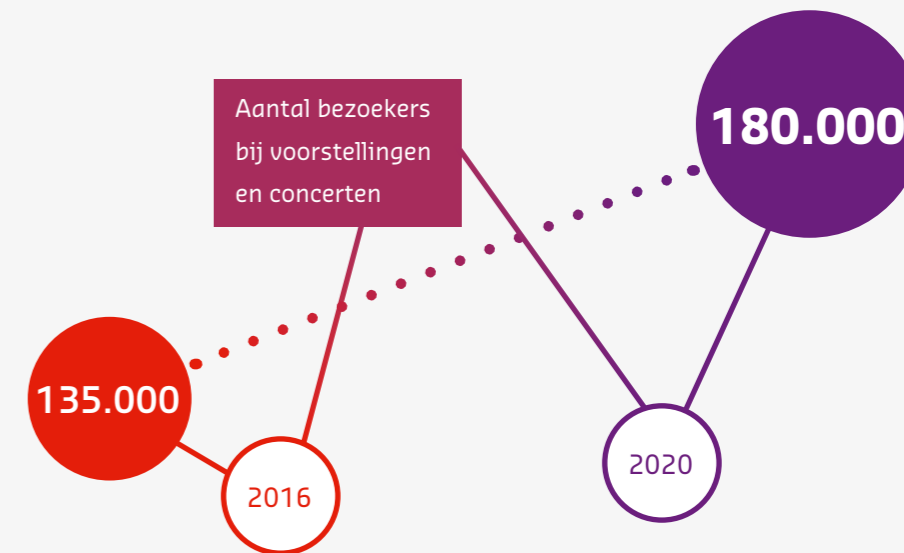 Aantal bezoekers
bij voorstellingen
en concerten
180.000
135.000
2016
2020